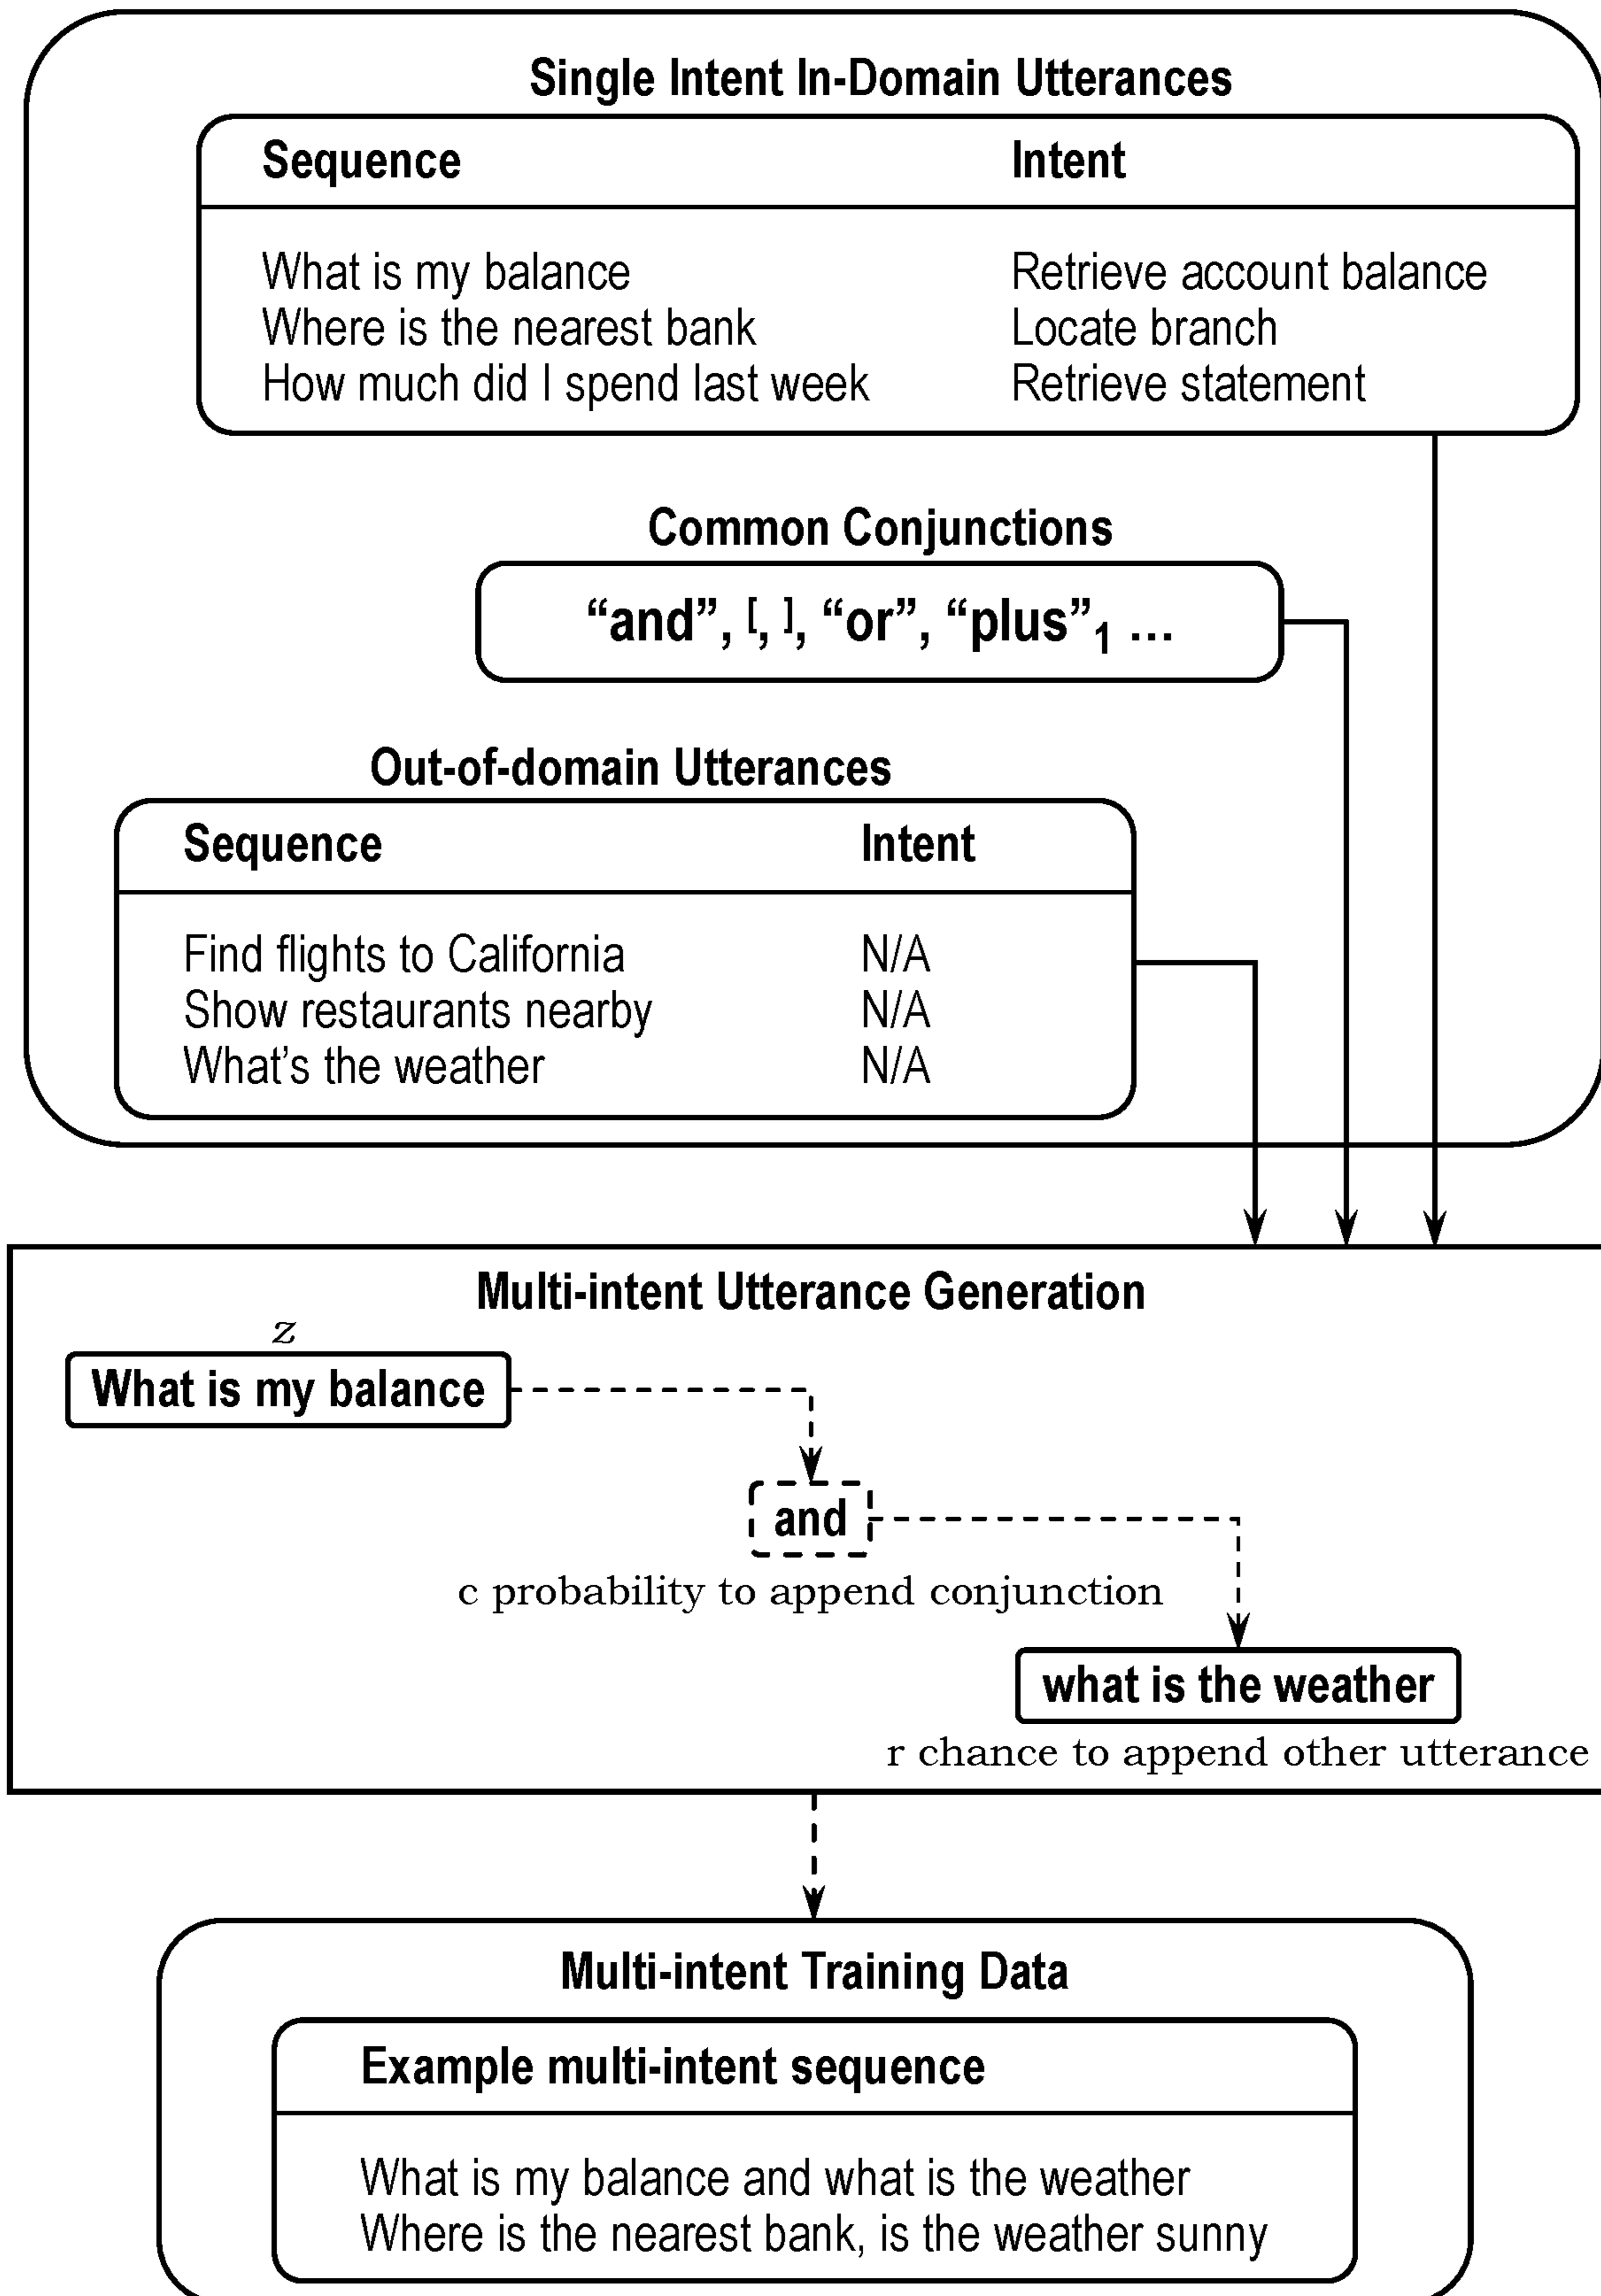 Single Intent In-Domain Utterances
Sequence Intent
What is my balance Retrieve account balance
Where is the nearest bank Locate branch
How much did I spend last week Retrieve statement
Common Conjunctions
“and”, [, ], “or”, “plus”1 ...
Out-of-domain Utterances
Sequence Intent
Find flights to California N/A
Show restaurants nearby N/A
What’s the weather N/A
Multi-intent Utterance Generation
z
What is my balance
and
c probability to append conjunction
what is the weather
r chance to append other utterance
Multi-intent Training Data
Example multi-intent sequence
What is my balance and what is the weather
Where is the nearest bank, is the weather sunny